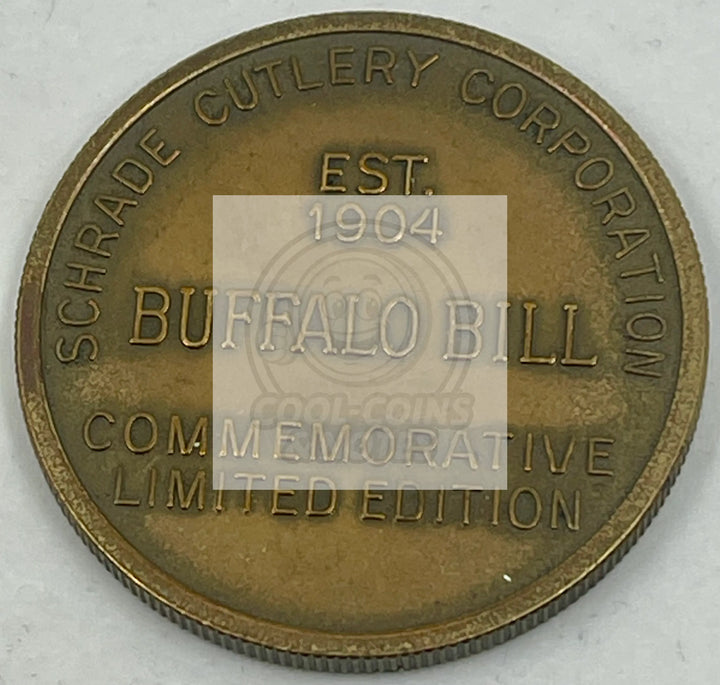 SCHRADE CUTLERY CORPORATION
EST.
1904
BUFFALO BILL
COMMEMORATIVE
LIMITED EDITION
COOL-COINS